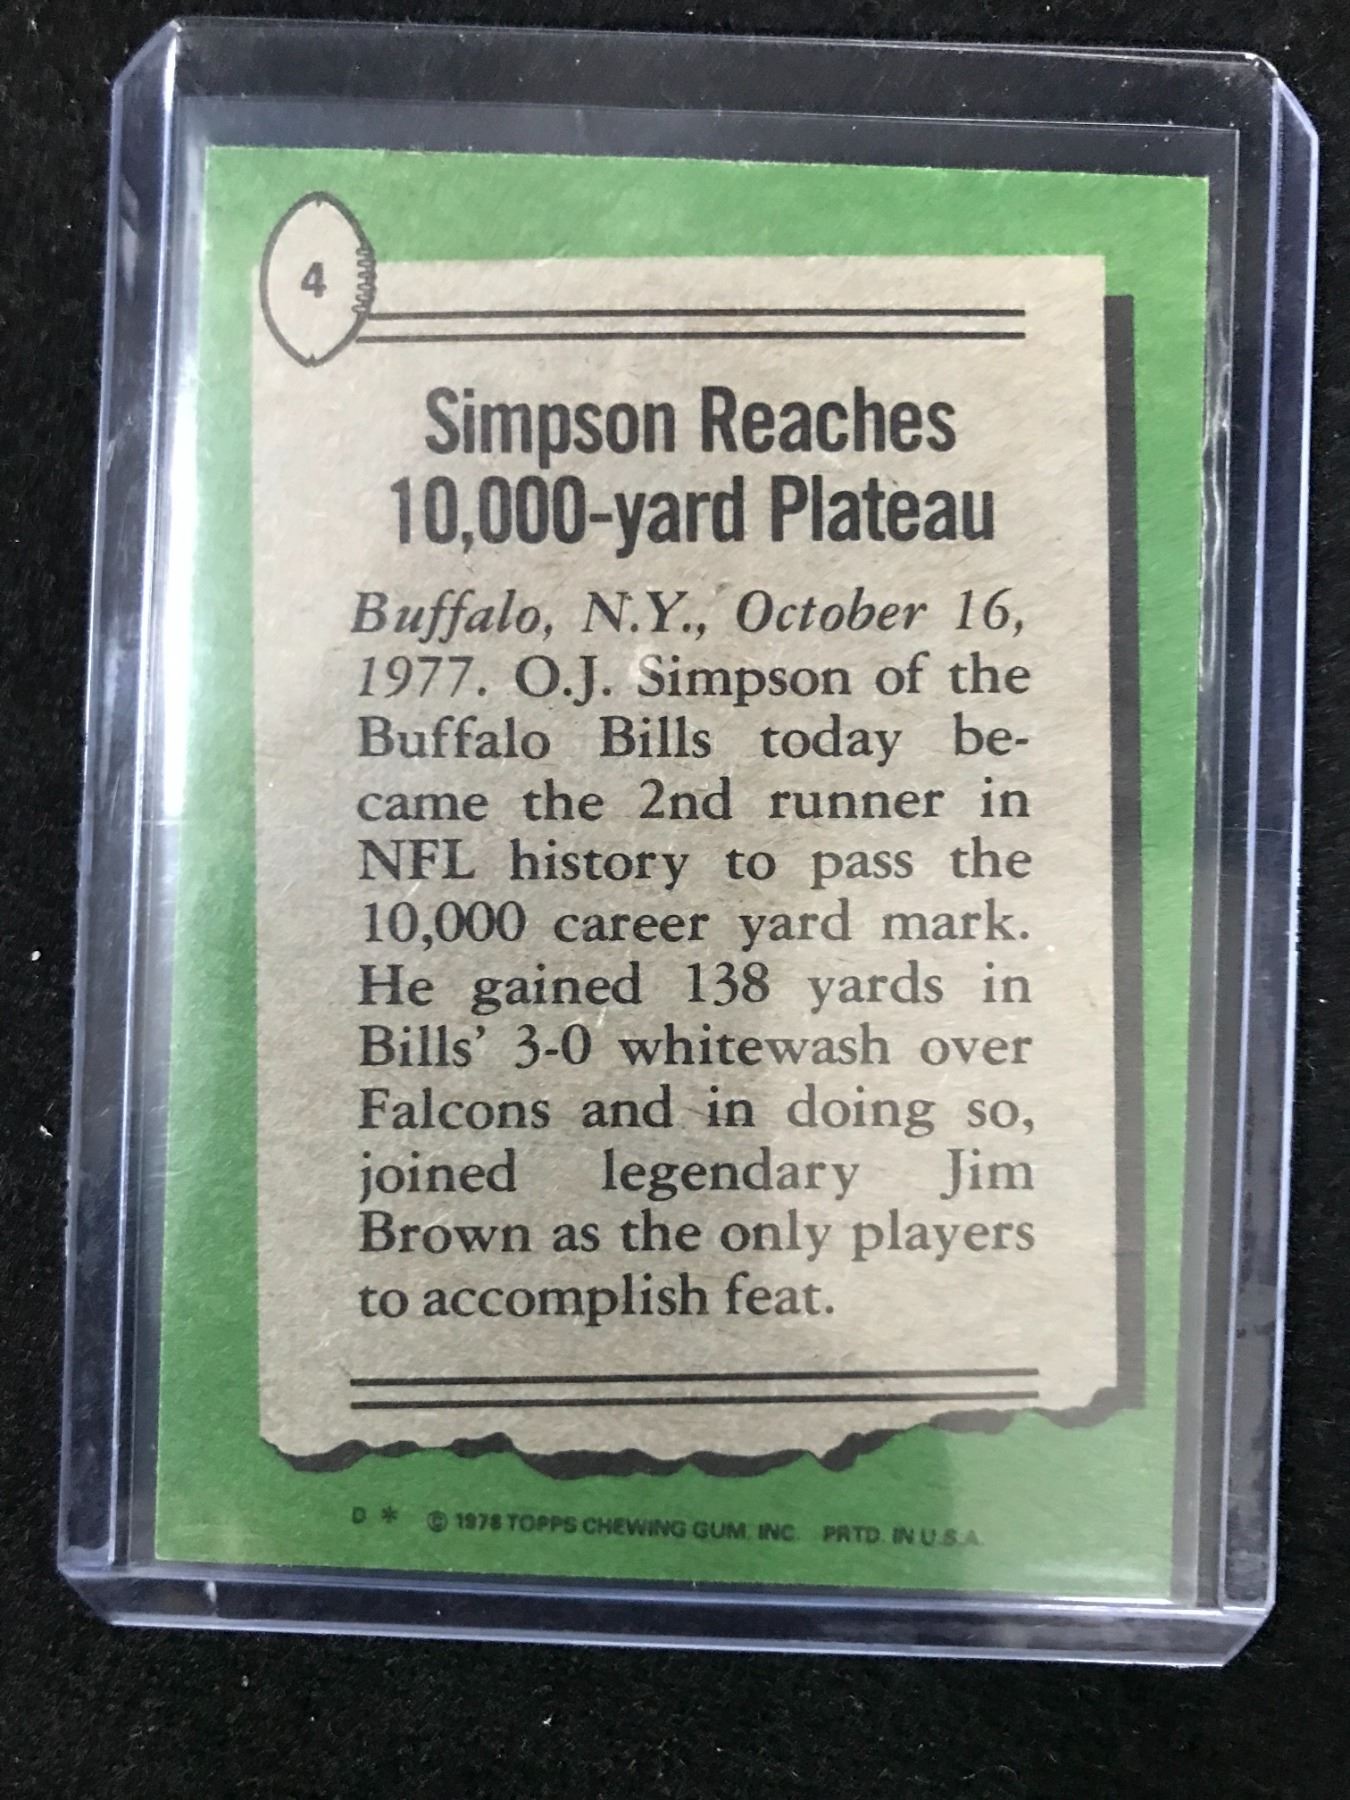 4
Simpson Reaches
10,000-yard Plateau
Buffalo, N.Y., October 16,
1977. O.J. Simpson of the
Buffalo Bills today be-
came the 2nd runner in
NFL history to pass the
10,000 career yard mark.
He gained 138 yards in
Bills' 3-0 whitewash over
Falcons and in doing so,
joined legendary Jim
Brown as the only players
to accomplish feat.
D * © 1978 TOPPS CHEWING GUM, INC. PRTD. IN U.S.A.